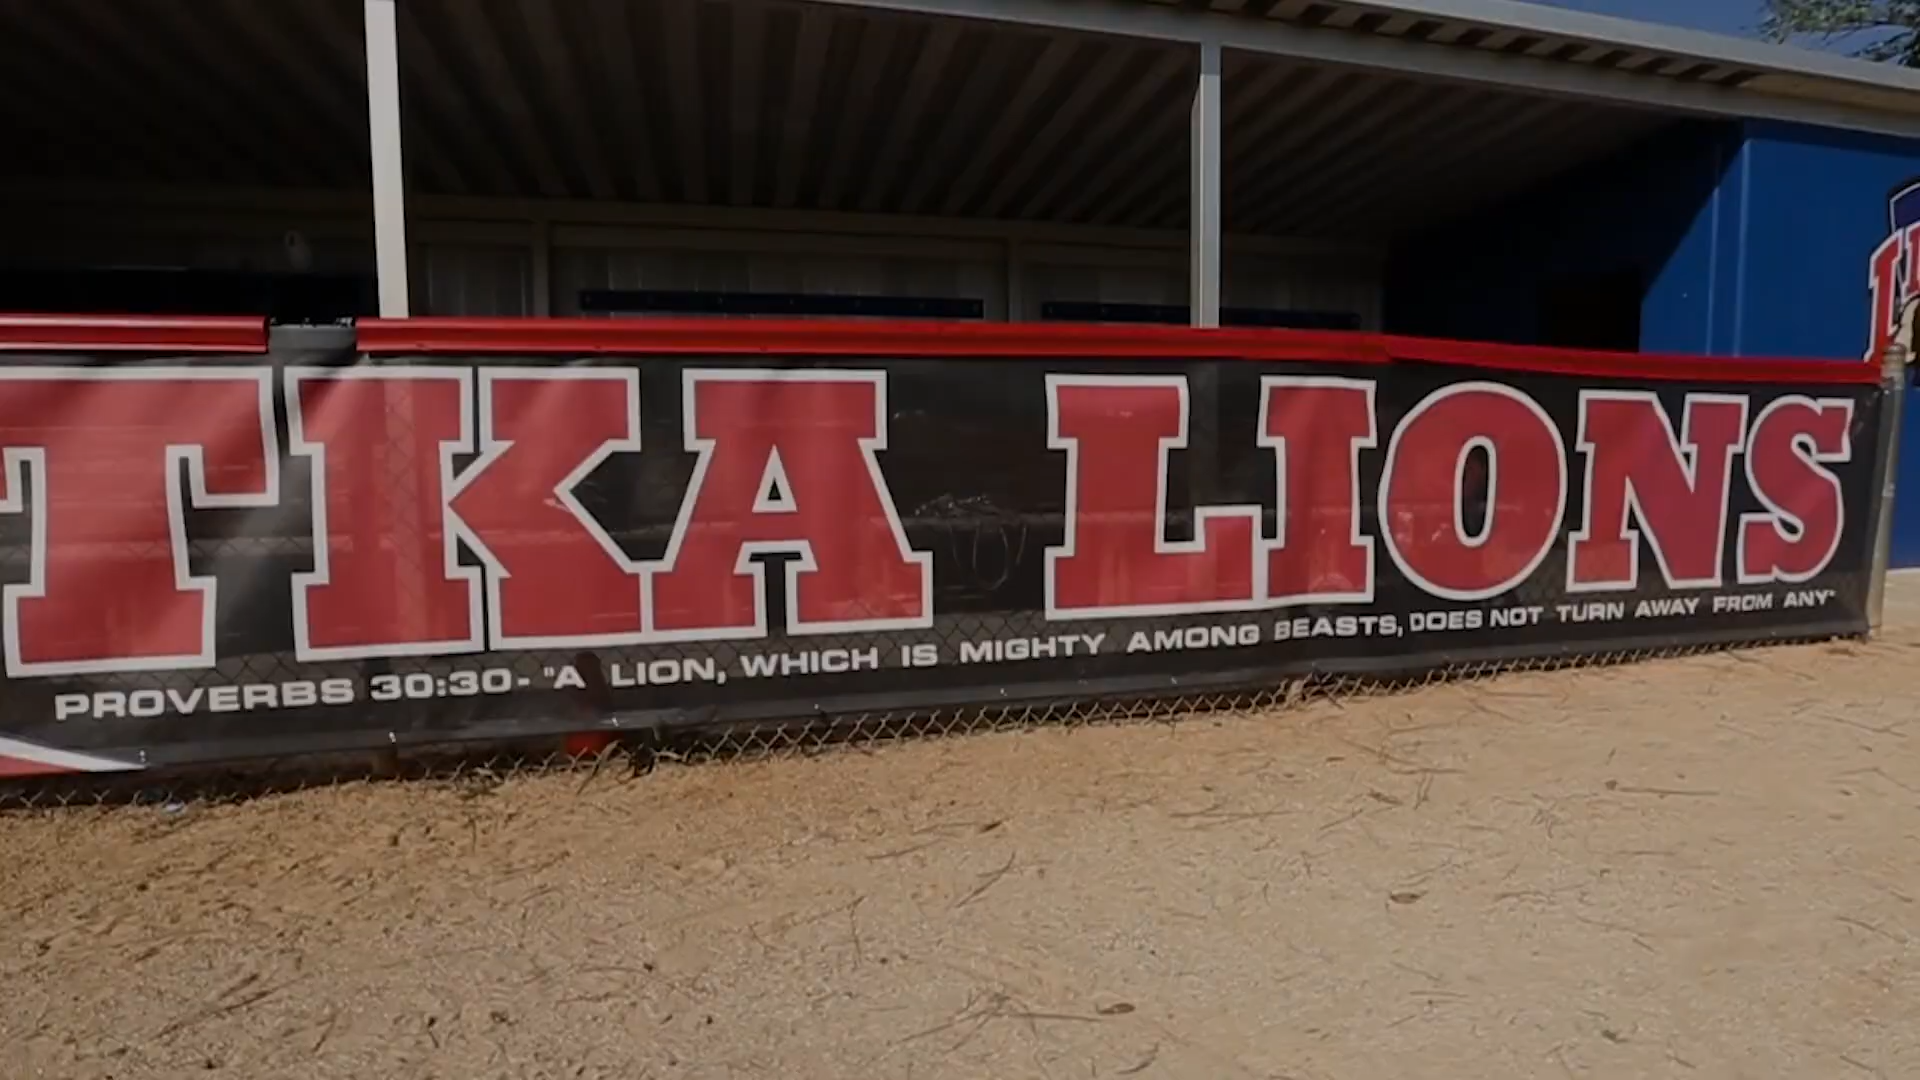 TKA LIONS
PROVERBS 30:30- "A LION, WHICH IS MIGHTY AMONG BEASTS, DOES NOT TURN AWAY FROM ANY"